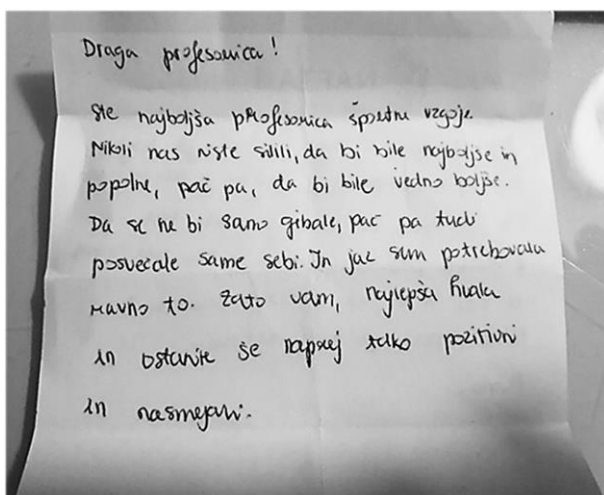 Draga profesorica!
ste najboljša profesorica športne vzgoje.
Nikoli nas niste silili, da bi bile najboljše in
popolne, pač pa, da bi bile vedno boljše.
Da se ne bi samo gibale, pač pa tudi
posvečale same sebi. In jaz sem potrebovala
ravno to. Zato vam, najlepša hvala
in ostanite še naprej tako pozitivni
in nasmejani.